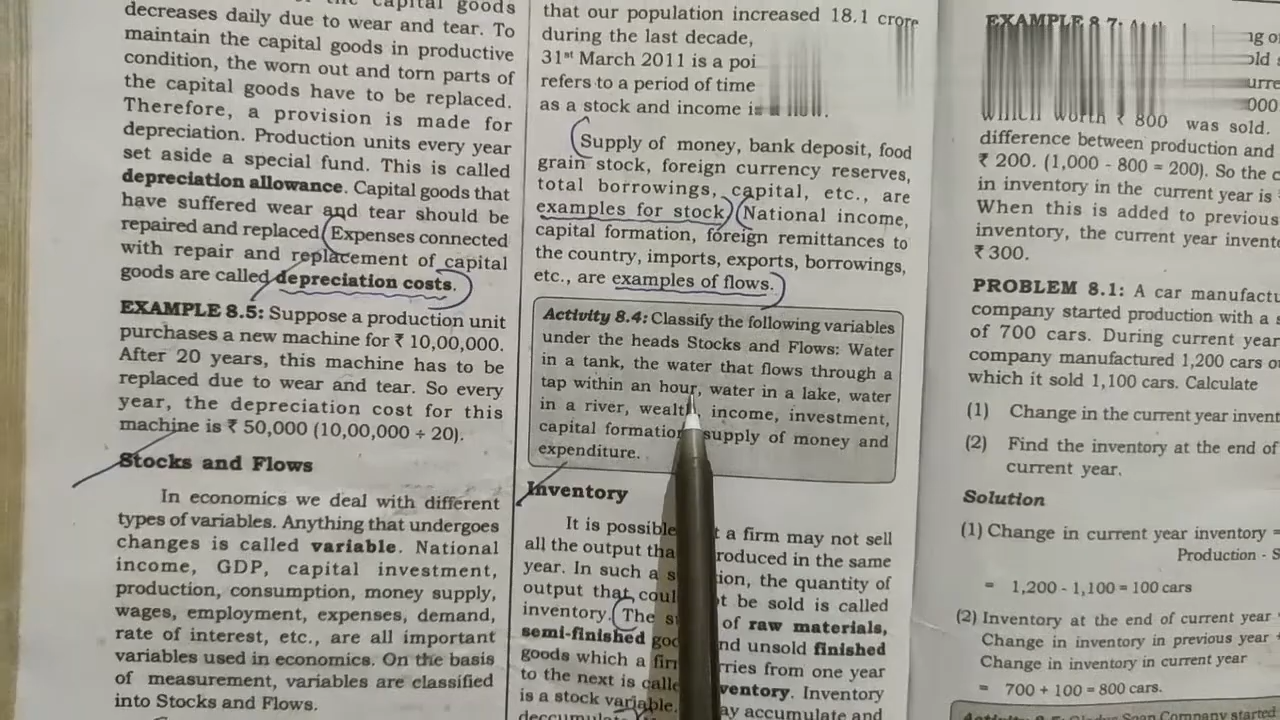 the capital goods
decreases daily due to wear and tear. To
maintain the capital goods in productive
condition, the worn out and torn parts of
the capital goods have to be replaced.
Therefore, a provision is made for
depreciation. Production units every year
set aside a special fund. This is called
depreciation allowance. Capital goods that
have suffered wear and tear should be
repaired and replaced. Expenses connected
with repair and replacement of capital
goods are called depreciation costs.
EXAMPLE 8.5: Suppose a production unit
purchases a new machine for ₹ 10,00,000.
After 20 years, this machine has to be
replaced due to wear and tear. So every
year, the depreciation cost for this
machine is ₹ 50,000 (10,00,000 ÷ 20).
Stocks and Flows
In economics we deal with different
types of variables. Anything that undergoes
changes is called variable. National
income, GDP, capital investment,
production, consumption, money supply,
wages, employment, expenses, demand,
rate of interest, etc., are all important
variables used in economics. On the basis
of measurement, variables are classified
into Stocks and Flows.
that our population increased 18.1 crore
during the last decade,
31st March 2011 is a poi
refers to a period of time
as a stock and income is a flow.
Supply of money, bank deposit, food
grain stock, foreign currency reserves,
total borrowings, capital, etc., are
examples for stock. National income,
capital formation, foreign remittances to
the country, imports, exports, borrowings,
etc., are examples of flows.
Activity 8.4: Classify the following variables
under the heads Stocks and Flows: Water
in a tank, the water that flows through a
tap within an hour, water in a lake, water
in a river, wealth, income, investment,
capital formation, supply of money and
expenditure.
Inventory
It is possible a firm may not sell
all the output tha roduced in the same
year. In such a s ion, the quantity of
output that coul t be sold is called
inventory. The s of raw materials,
semi-finished goo nd unsold finished
goods which a fir rries from one year
to the next is calle ventory. Inventory
is a stock variable. ay accumulate and
EXAMPLE 8.7:
which worth ₹ 800 was sold.
difference between production and
₹ 200. (1,000 - 800 = 200). So the c
in inventory in the current year is
When this is added to previous
inventory, the current year invento
₹ 300.
PROBLEM 8.1: A car manufactu
company started production with a s
of 700 cars. During current year
company manufactured 1,200 cars o
which it sold 1,100 cars. Calculate
(1) Change in the current year inven
(2) Find the inventory at the end of
current year.
Solution
(1) Change in current year inventory =
Production - S
= 1,200 - 1,100 = 100 cars
(2) Inventory at the end of current year
Change in inventory in previous year
Change in inventory in current year
= 700 + 100 = 800 cars.